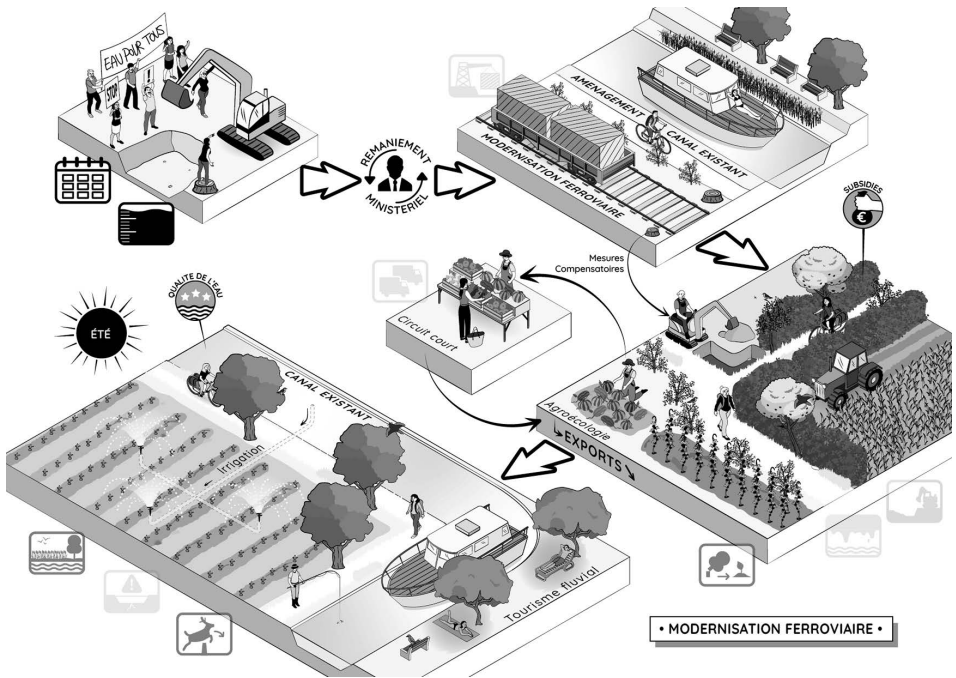 EAU POUR TOUS
STOP
!
REMANIEMENT
MINISTERIEL
AMENAGEMENT CANAL EXISTANT
MODERNISATION FERROVIAIRE
SUBSIDIES
€
Mesures
Compensatoires
Circuit court
QUALITE DE L'EAU
ÉTÉ
CANAL EXISTANT
Irrigation
Agroécologie
EXPORTS
Tourisme fluvial
• MODERNISATION FERROVIAIRE •